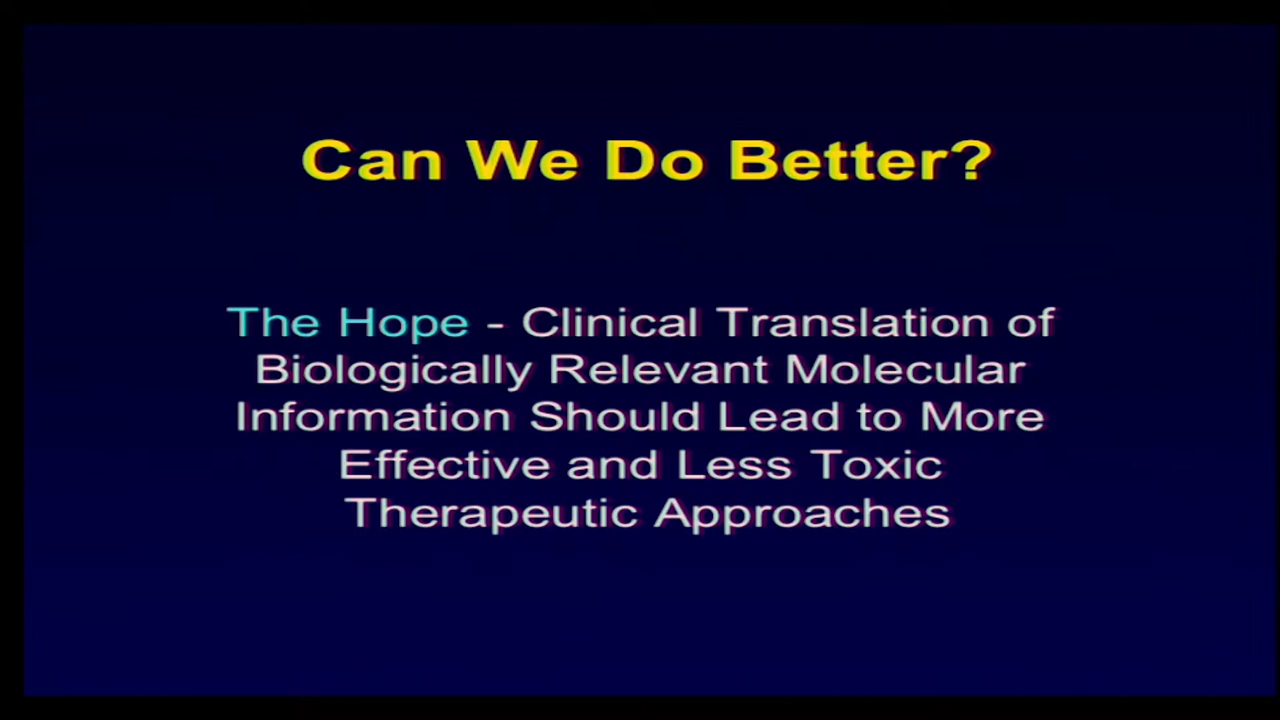 Can We Do Better?
The Hope - Clinical Translation of
Biologically Relevant Molecular
Information Should Lead to More
Effective and Less Toxic
Therapeutic Approaches